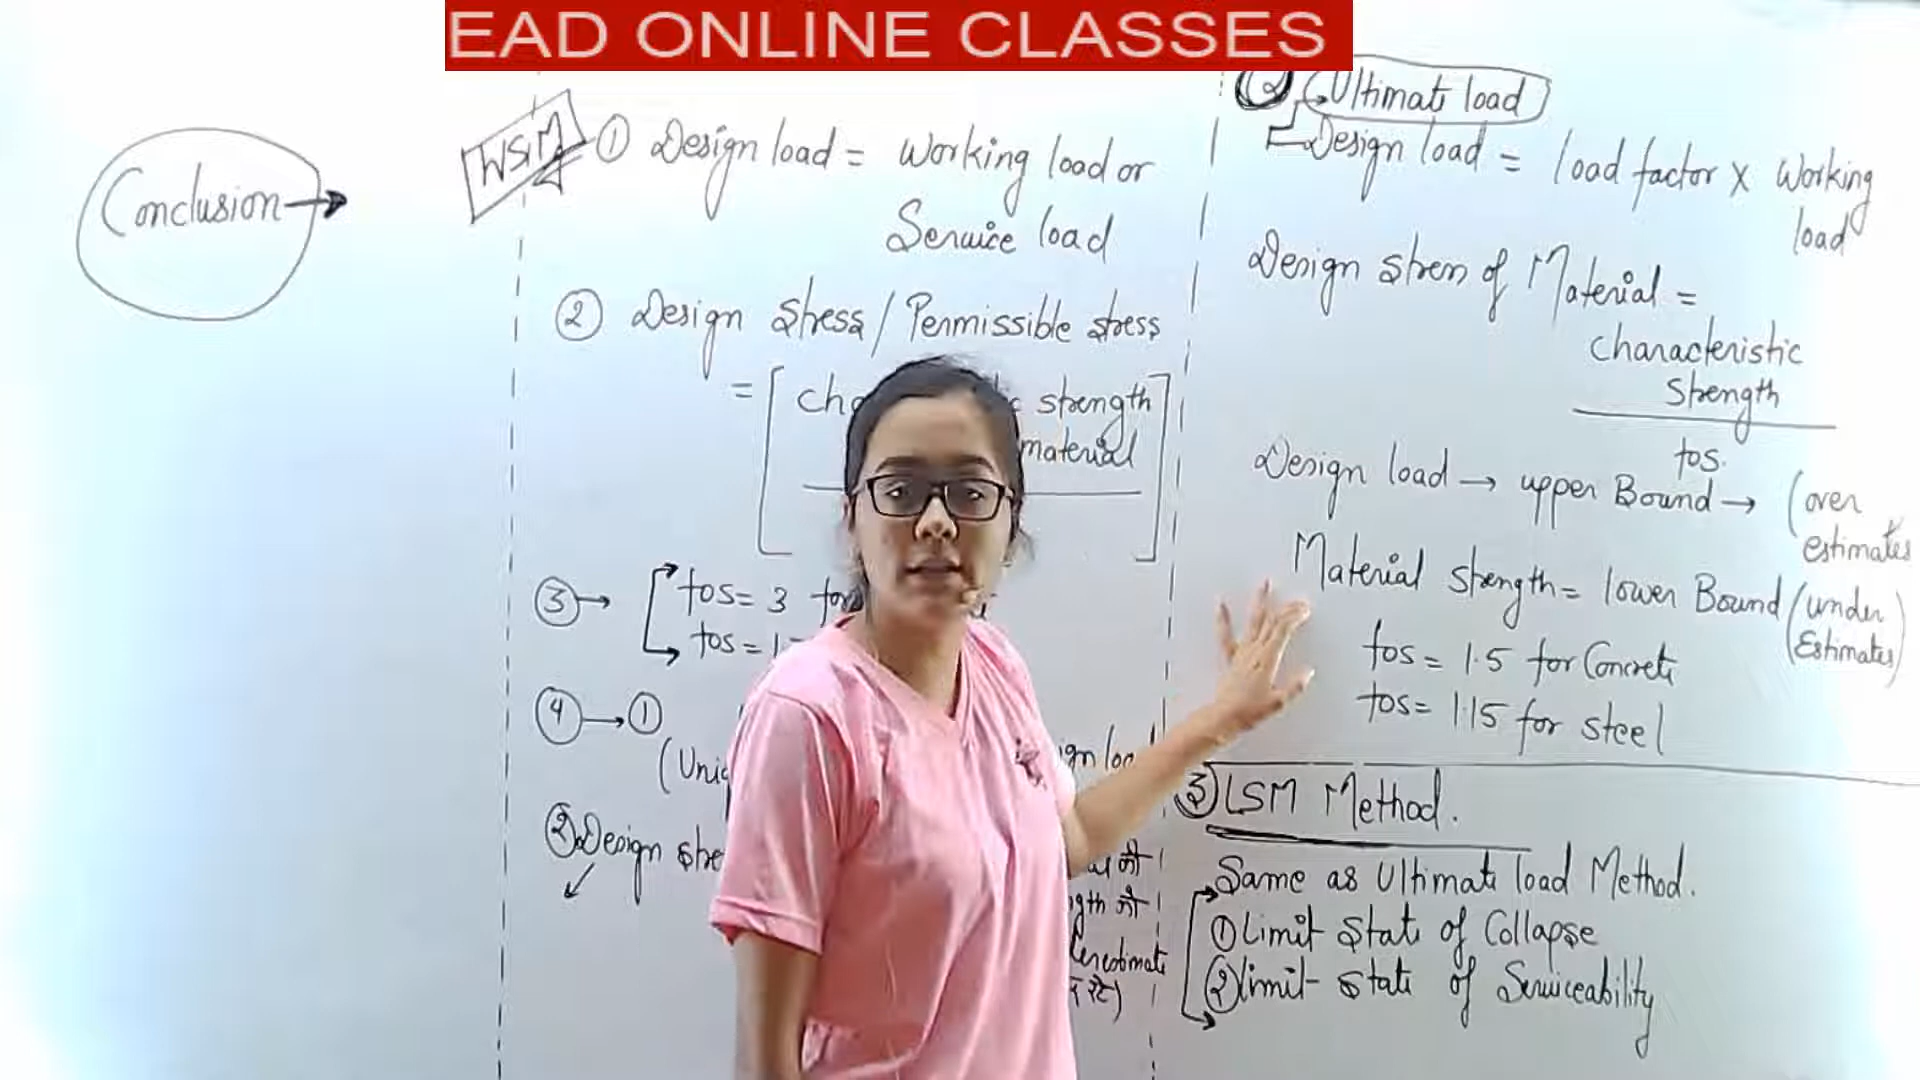 EAD ONLINE CLASSES
Conclusion →
WSM
① Design load = Working load or
Service load
② Design Stress / Permissible stress
= strength
material
③ → fos = 3
fos = 1
④ → ①
(
② Design
② Ultimate load
Design load = load factor x Working
load
Design stress of Material =
Characteristic
Strength
fos.
Design load → upper Bound → (over
estimates
Material strength = lower Bound (under
Estimates)
fos = 1.5 for Concrete
fos = 1.15 for steel
③ LSM Method.
Same as Ultimate load Method.
① Limit State of Collapse
② limit state of Serviceability